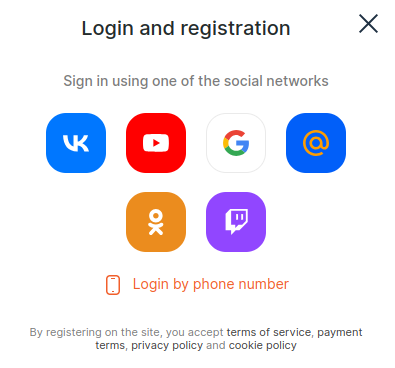 Login and registration
Sign in using one of the social networks
Login by phone number
By registering on the site, you accept terms of service, payment
terms, privacy policy and cookie policy